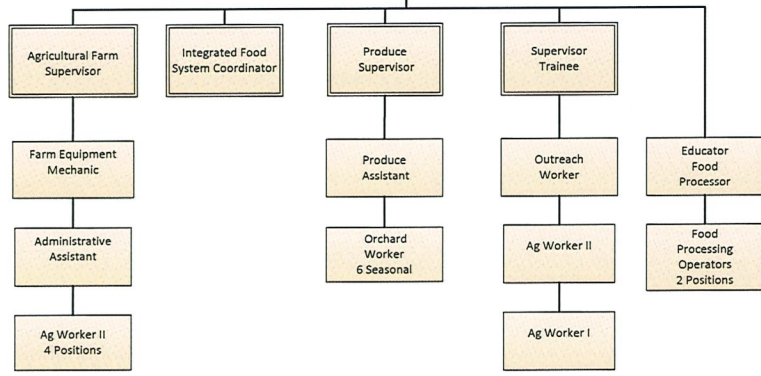 Agricultural Farm
Supervisor
Integrated Food
System Coordinator
Produce
Supervisor
Supervisor
Trainee
Farm Equipment
Mechanic
Produce
Assistant
Outreach
Worker
Educator
Food
Processor
Administrative
Assistant
Orchard
Worker
6 Seasonal
Ag Worker II
Food
Processing
Operators
2 Positions
Ag Worker II
4 Positions
Ag Worker I